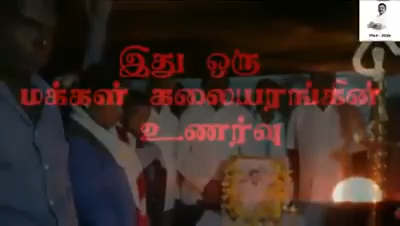 இது ஒரு
மக்கள் கலையரங்கின்
உணர்வு